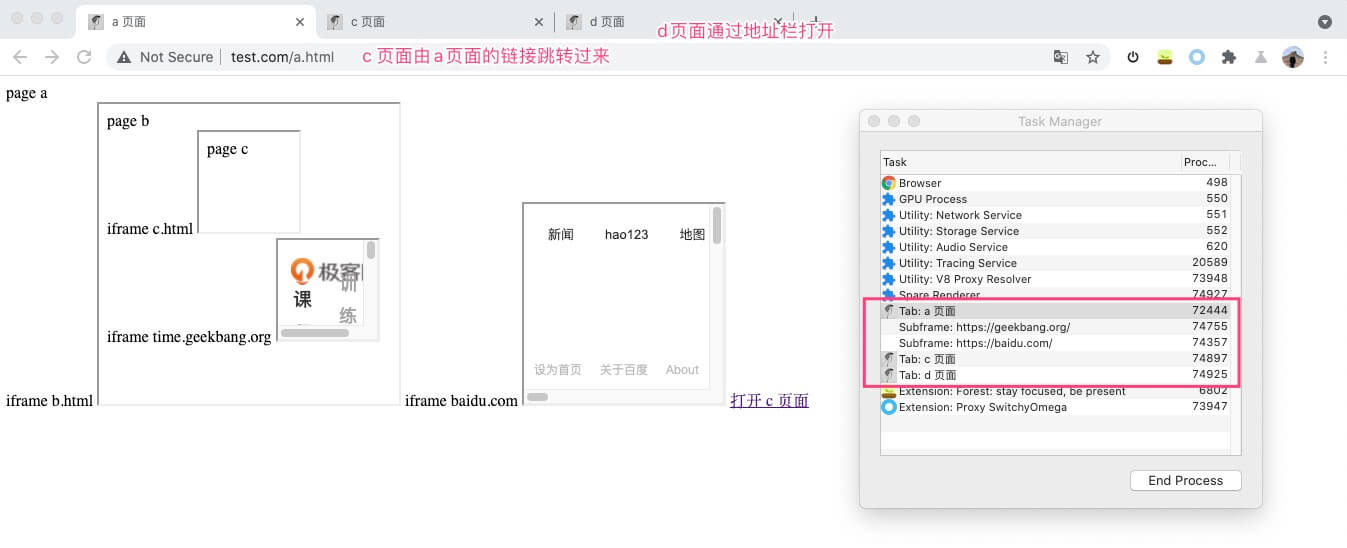 a 页面
c 页面
d 页面
d页面通过地址栏打开
Not Secure
test.com/a.html
c 页面由a页面的链接跳转过来
page a
page b
page c
iframe c.html
极客
训
课
练
iframe time.geekbang.org
iframe b.html
新闻 hao123 地图
设为首页 关于百度 About
iframe baidu.com
打开 c 页面
Task Manager
Task Proc...
Browser 498
GPU Process 550
Utility: Network Service 551
Utility: Storage Service 552
Utility: Audio Service 620
Utility: Tracing Service 20589
Utility: V8 Proxy Resolver 73948
Spare Renderer 74927
Tab: a 页面 72444
Subframe: https://geekbang.org/ 74755
Subframe: https://baidu.com/ 74357
Tab: c 页面 74897
Tab: d 页面 74925
Extension: Forest: stay focused, be present 6802
Extension: Proxy SwitchyOmega 73947
End Process